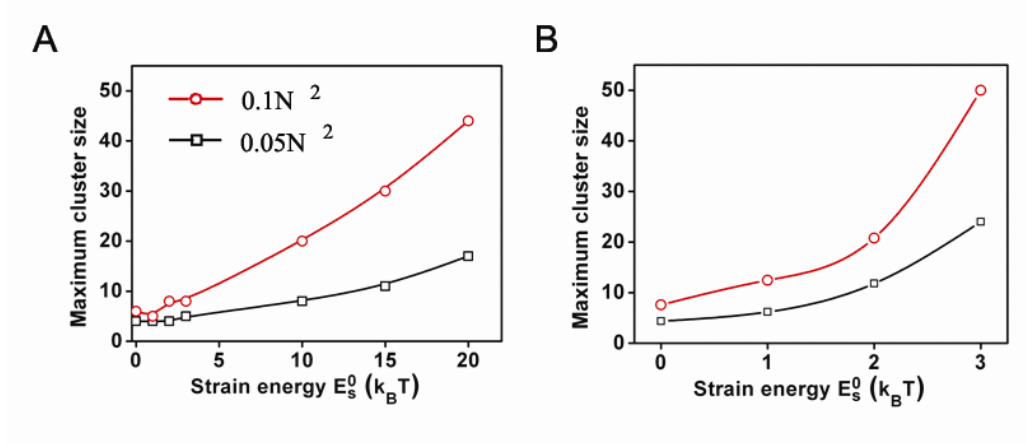 A
B
Maximum cluster size
50
40
30
20
10
0
0.1N ²
0.05N ²
0 5 10 15 20
Strain energy E⁰ₛ (k_BT)
Maximum cluster size
50
40
30
20
10
0
0 1 2 3
Strain energy E⁰ₛ (k_BT)